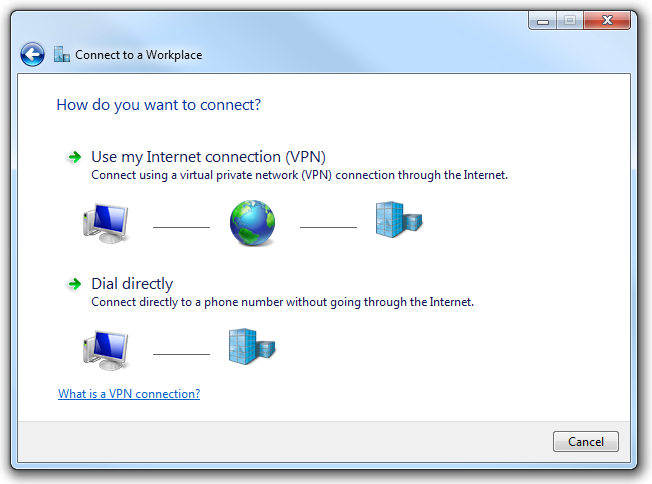 Connect to a Workplace
How do you want to connect?
Use my Internet connection (VPN)
Connect using a virtual private network (VPN) connection through the Internet.
Dial directly
Connect directly to a phone number without going through the Internet.
What is a VPN connection?
Cancel